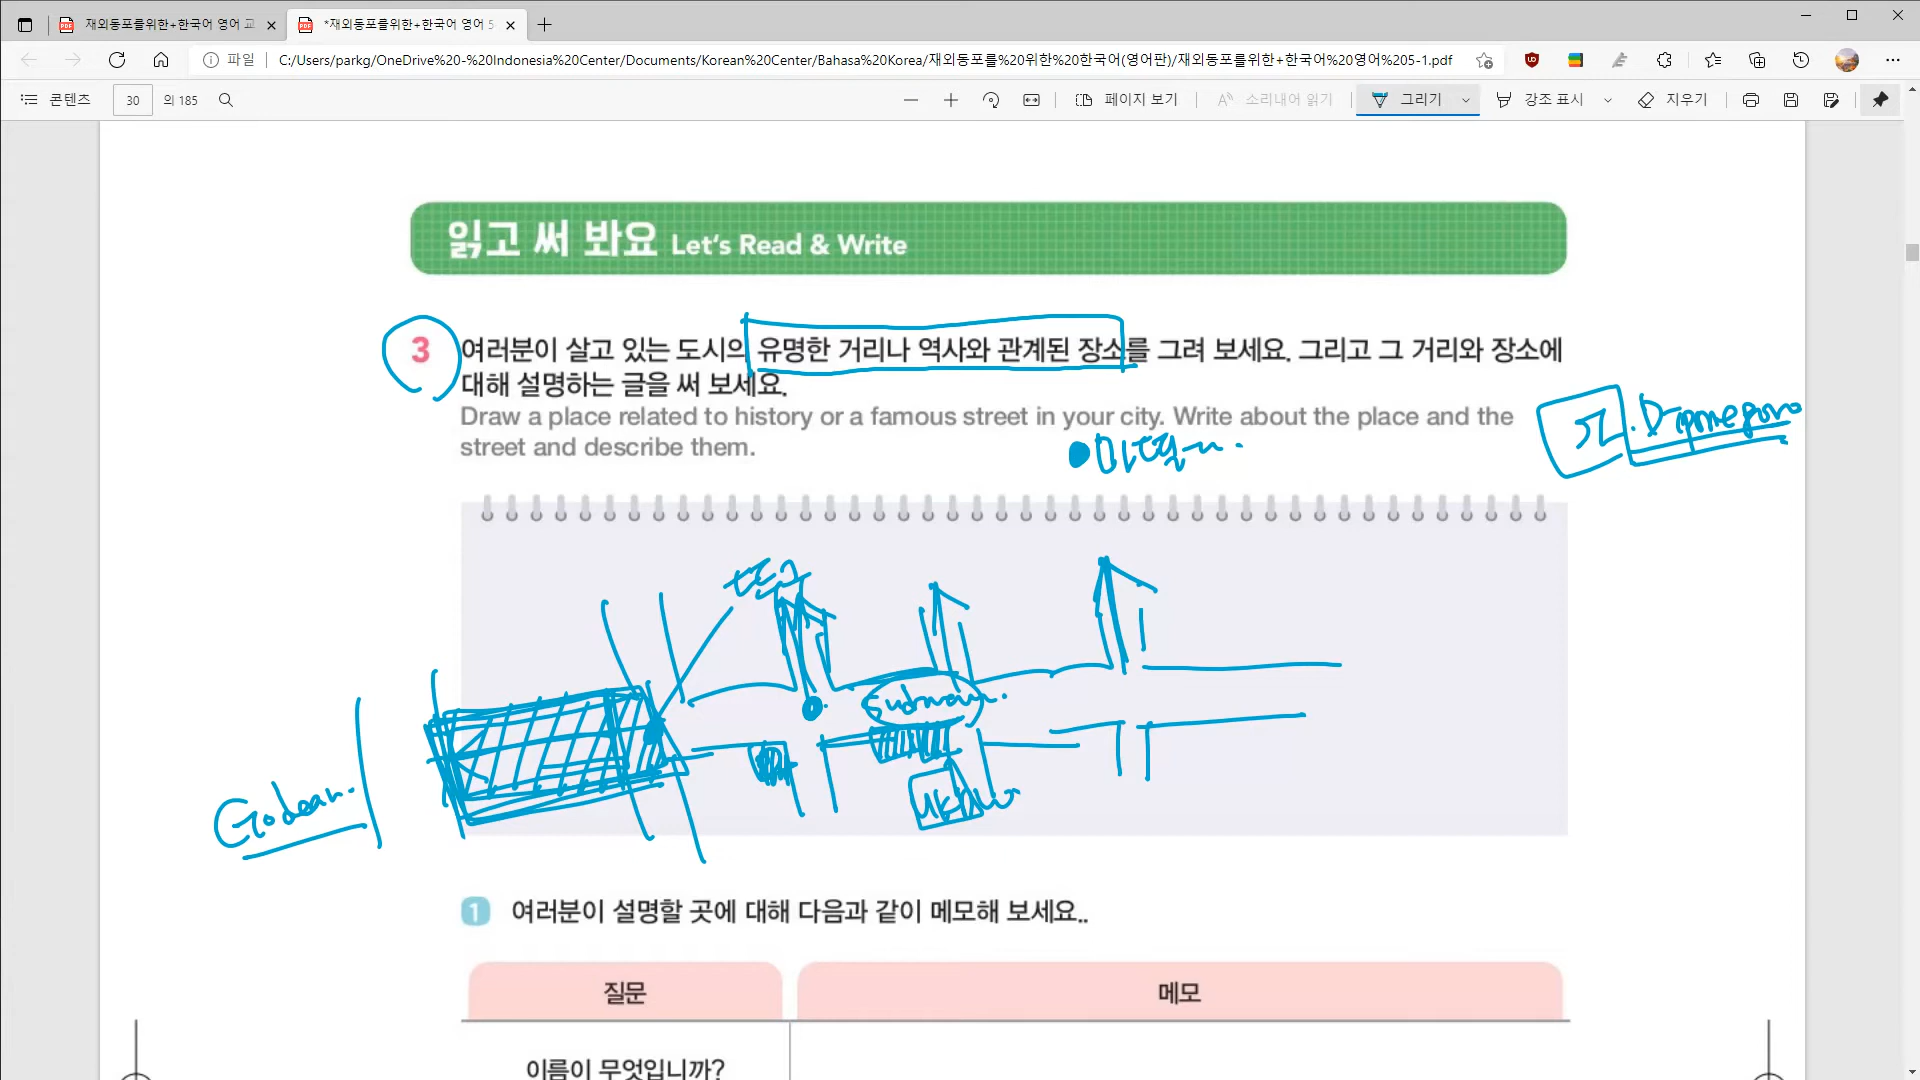 재외동포를위한+한국어 영어 교
*재외동포를위한+한국어 영어 5
파일
C:/Users/parkg/OneDrive%20-%20Indonesia%20Center/Documents/Korean%20Center/Bahasa%20Korea/재외동포를%20위한%20한국어(영어판)/재외동포를위한+한국어%20영어%205-1.pdf
콘텐츠
30
의 185
페이지 보기
소리내어 읽기
그리기
강조 표시
지우기
읽고 써 봐요 Let's Read & Write
3 여러분이 살고 있는 도시의 유명한 거리나 역사와 관계된 장소를 그려 보세요. 그리고 그 거리와 장소에
대해 설명하는 글을 써 보세요.
Draw a place related to history or a famous street in your city. Write about the place and the
street and describe them.
Jl. Diponegoro
Sudirman.
UKDW
Godean.
1 여러분이 설명할 곳에 대해 다음과 같이 메모해 보세요..
질문
메모
이름이 무엇입니까?